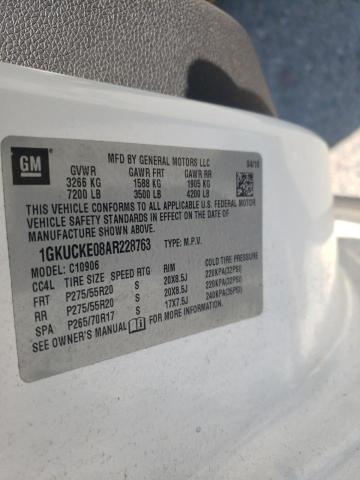 GM
MFD BY GENERAL MOTORS LLC 04/10
GVWR GAWR FRT GAWR RR
3266 KG 1588 KG 1905 KG
7200 LB 3500 LB 4200 LB
THIS VEHICLE CONFORMS TO ALL APPLICABLE U.S. FEDERAL MOTOR
VEHICLE SAFETY STANDARDS IN EFFECT ON THE DATE OF
MANUFACTURE SHOWN ABOVE.
1GKUCKE08AR228763 TYPE: M.P.V.
MODEL: C10906
CC4L TIRE SIZE SPEED RTG RIM COLD TIRE PRESSURE
FRT P275/55R20 S 20X8.5J 220KPA(32PSI)
RR P275/55R20 S 20X8.5J 220KPA(32PSI)
SPA P265/70R17 S 17X7.5J 240KPA(35PSI)
SEE OWNER'S MANUAL FOR MORE INFORMATION.